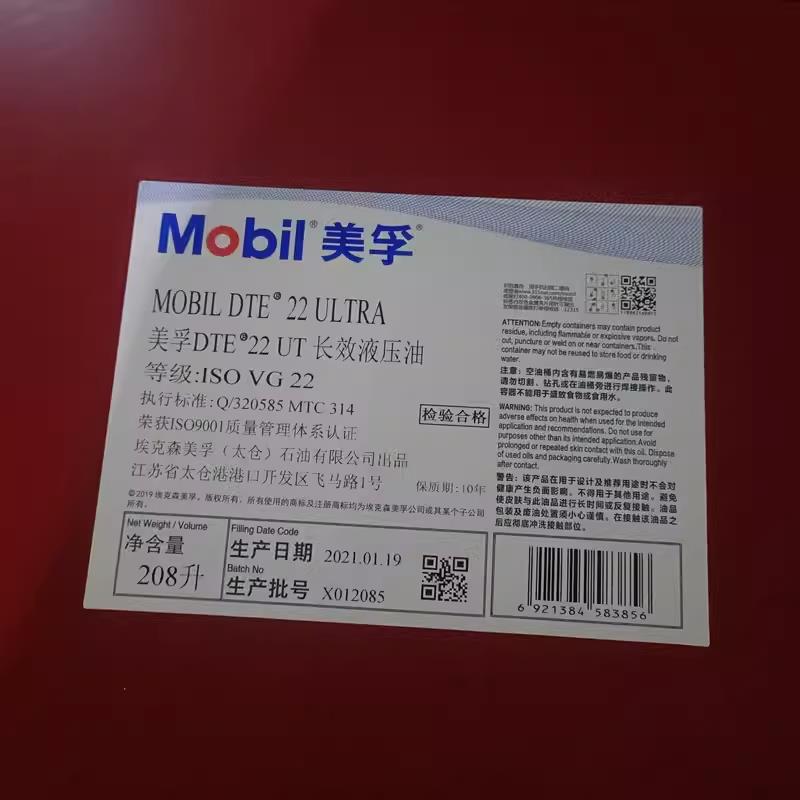 Mobil® 美孚®
MOBIL DTE® 22 ULTRA
美孚DTE®22 UT 长效液压油
等级:ISO VG 22
执行标准: Q/320585 MTC 314
检验合格
荣获ISO9001质量管理体系认证
埃克森美孚（太仓）石油有限公司出品
江苏省太仓港港口开发区飞马路1号
保质期: 10年
©2019 埃克森美孚。版权所有。所有使用的商标及注册商标均为埃克森美孚公司或其某个子公司
所有。
Net Weight / Volume
净含量
208升
Filling Date Code
生产日期 2021.01.19
Batch No
生产批号 X012085
ATTENTION: Empty containers may contain product
residue, including flammable or explosive vapors. Do not
cut, puncture or weld on or near containers. This
container may not be reused to store food or drinking
water.
注意：空油桶内含有易燃易爆的产品残留物，
请勿切割、钻孔或在油桶旁进行焊接操作。此
容器不能用于盛放食物或食用水。
WARNING: This product is not expected to produce
adverse effects on health when used for the intended
application and recommendations. Do not use for
purposes other than its intended application. Avoid
prolonged or repeated skin contact with this oil. Dispose
of used oils and packaging carefully. Wash thoroughly
after contact.
警告：该产品在用于设计及推荐用途时不会对
健康产生负面影响。不得用于其他用途。避免
使皮肤与此油品进行长时间或反复接触。油品
包装及废油处置须小心谨慎。在接触该油品之
后应彻底冲洗接触部位。
6 921384 583856